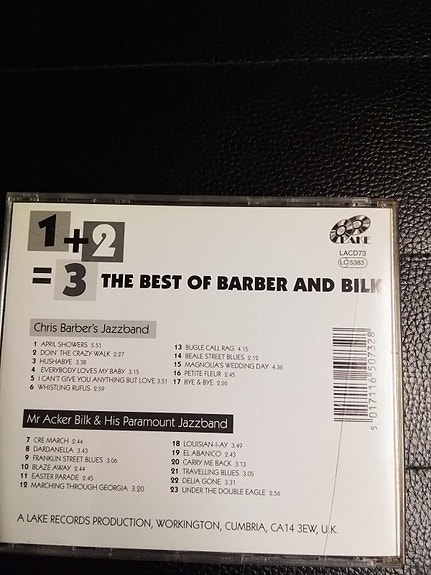 1+2
= 3 THE BEST OF BARBER AND BILK
LAKE
LACD73
LC 5383
Chris Barber's Jazzband
1 APRIL SHOWERS 5.51
2 DOIN' THE CRAZY WALK 2.27
3 HUSHABYE 3.38
4 EVERYBODY LOVES MY BABY 3.15
5 I CAN'T GIVE YOU ANYTHING BUT LOVE 3.51
6 WHISTLING RUFUS 2.59
13 BUGLE CALL RAG 4.15
14 BEALE STREET BLUES 2.12
15 MAGNOLIA'S WEDDING DAY 4.36
16 PETITE FLEUR 2.45
17 BYE & BYE 2.26
5 017116 507328
Mr Acker Bilk & His Paramount Jazzband
7 CRE MARCH 2.44
8 DARDANELLA 3.43
9 FRANKLIN STREET BLUES 3.06
10 BLAZE AWAY 2.44
11 EASTER PARADE 2.45
12 MARCHING THROUGH GEORGIA 3.20
18 LOUISIAN-I-AY 3.49
19 EL ABANICO 2.43
20 CARRY ME BACK 3.13
21 TRAVELLING BLUES 3.05
22 DELIA GONE 3.31
23 UNDER THE DOUBLE EAGLE 2.56
A LAKE RECORDS PRODUCTION, WORKINGTON, CUMBRIA, CA14 3EW, U.K.